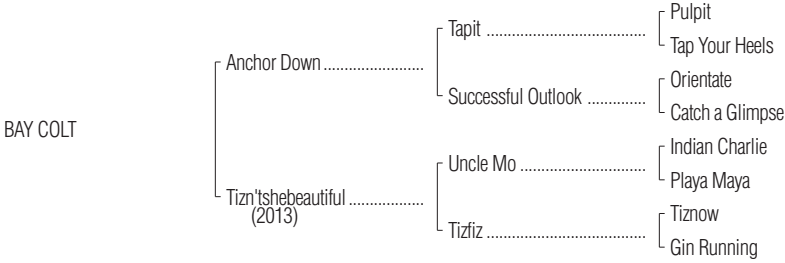 BAY COLT
Anchor Down.......................
Tizn'tshebeautiful .................
(2013)
Tapit ....................................
Successful Outlook .............
Uncle Mo .............................
Tizfiz ....................................
Pulpit
Tap Your Heels
Orientate
Catch a Glimpse
Indian Charlie
Playa Maya
Tiznow
Gin Running